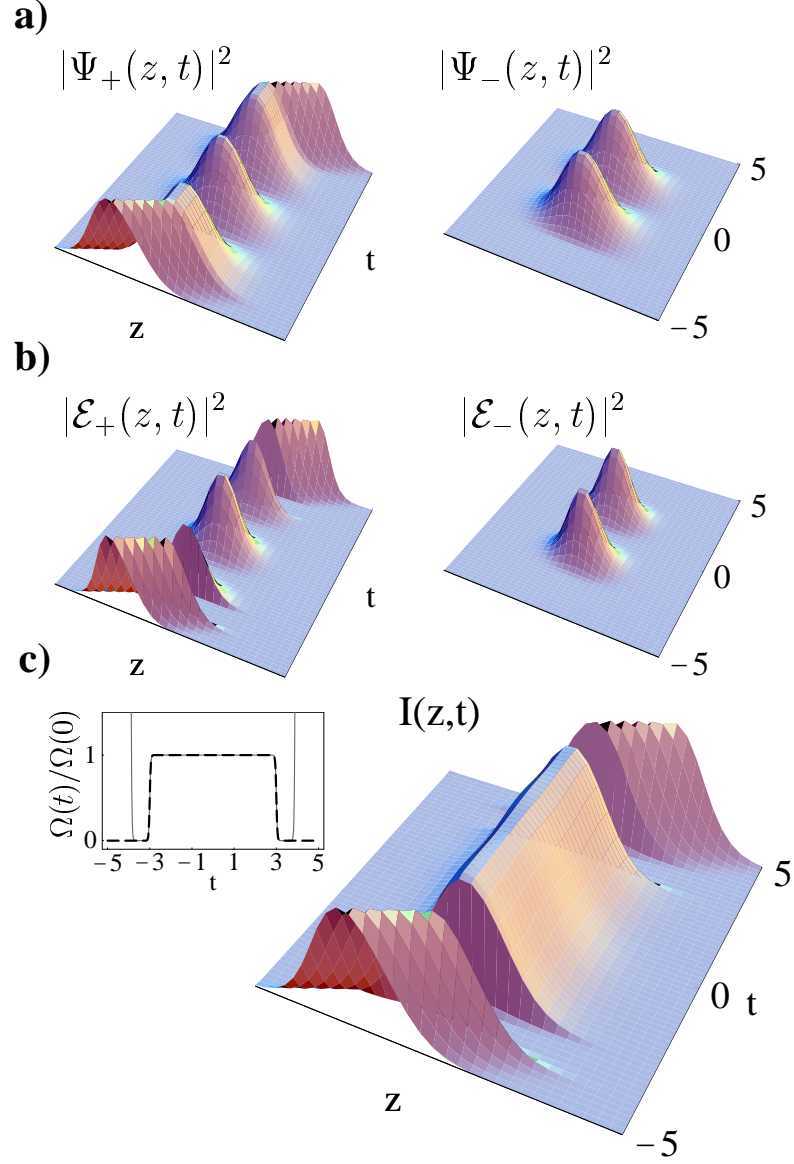 a)
|Ψ₊(z, t)|² |Ψ₋(z, t)|²
5
0
t
z
−5
b)
|ℰ₊(z, t)|² |ℰ₋(z, t)|²
5
0
t
z
−5
c)
I(z,t)
Ω(t)/Ω(0)
1
0
−5 −3 −1 1 3 5
t
5
0 t
z
−5